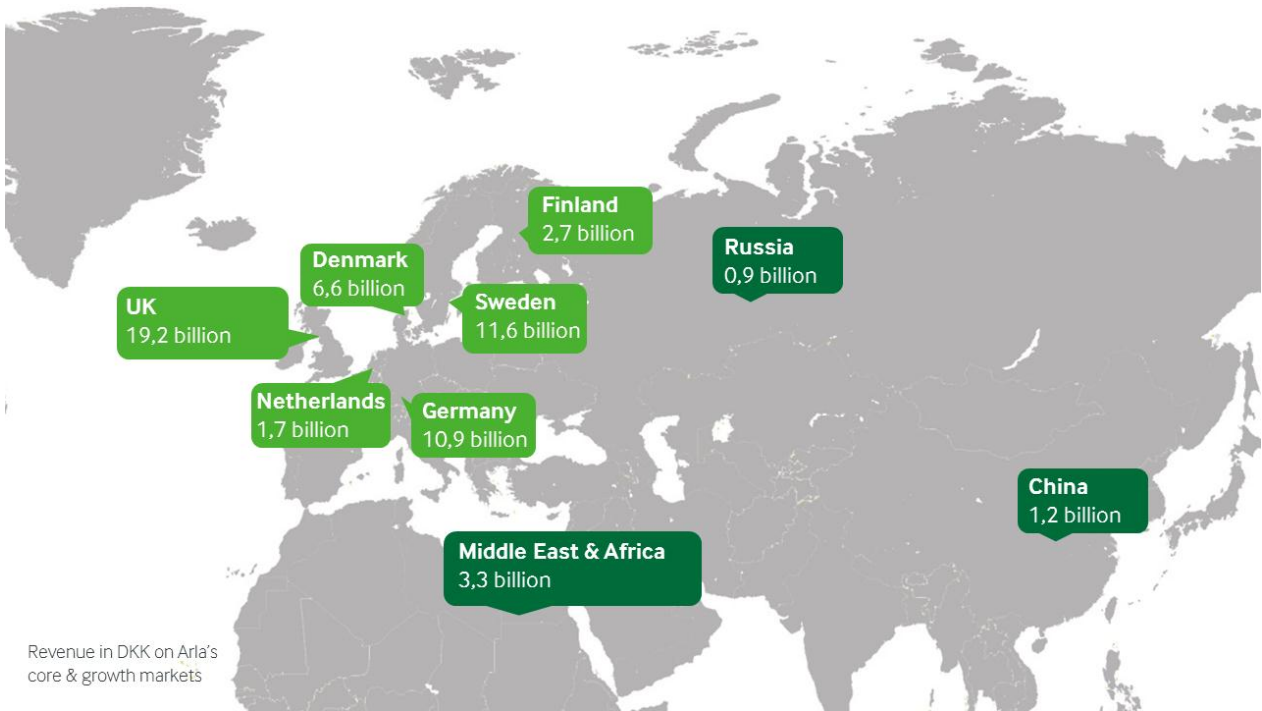 Finland
2,7 billion
Russia
0,9 billion
Denmark
6,6 billion
UK
19,2 billion
Sweden
11,6 billion
Netherlands
1,7 billion
Germany
10,9 billion
China
1,2 billion
Middle East & Africa
3,3 billion
Revenue in DKK on Arla's
core & growth markets